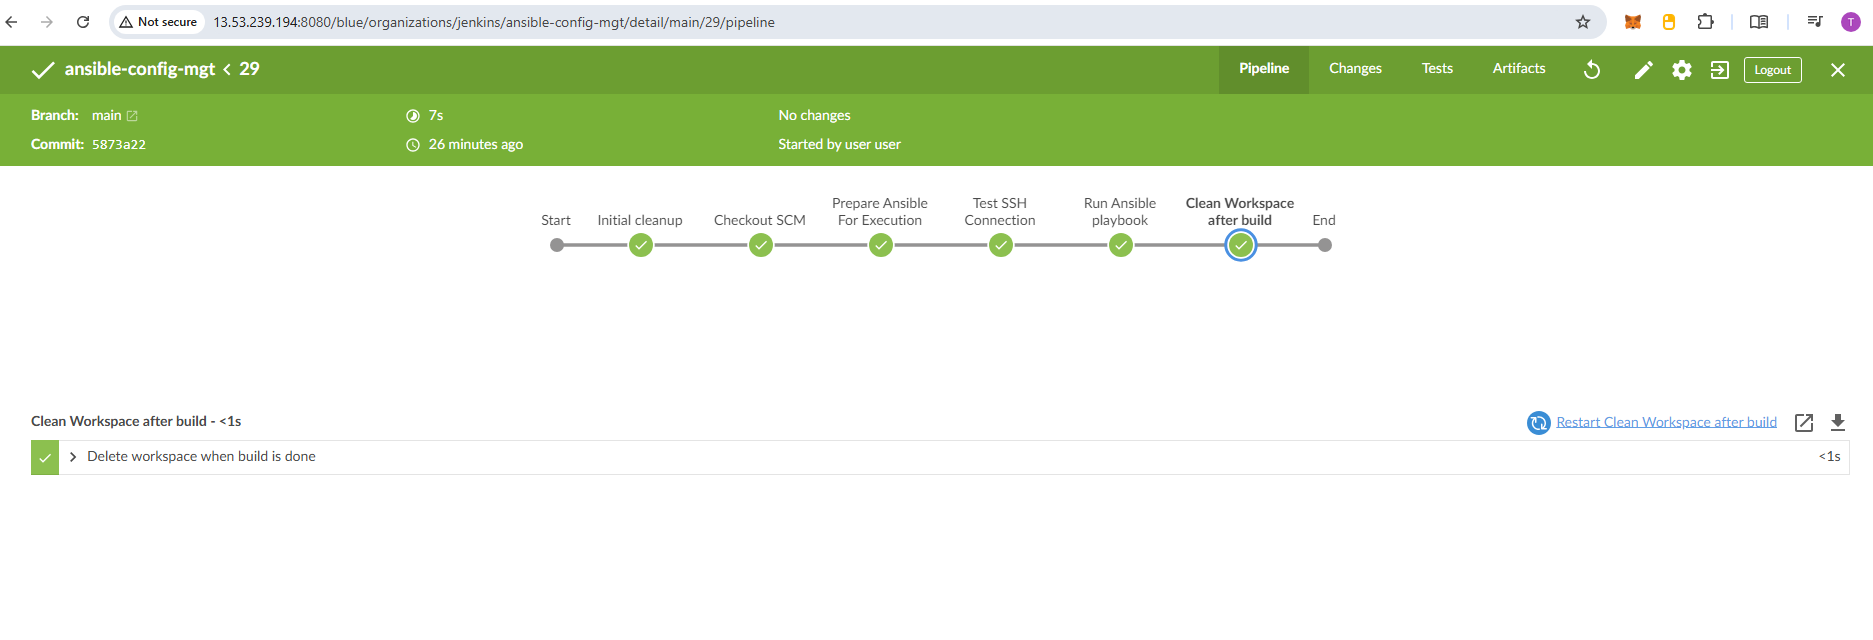 Not secure 13.53.239.194:8080/blue/organizations/jenkins/ansible-config-mgt/detail/main/29/pipeline T
ansible-config-mgt < 29 Pipeline Changes Tests Artifacts Logout
Branch: main 7s No changes
Commit: 5873a22 26 minutes ago Started by user user
Start
Initial cleanup
Checkout SCM
Prepare Ansible
For Execution
Test SSH
Connection
Run Ansible
playbook
Clean Workspace
after build
End
Clean Workspace after build - <1s Restart Clean Workspace after build
Delete workspace when build is done <1s